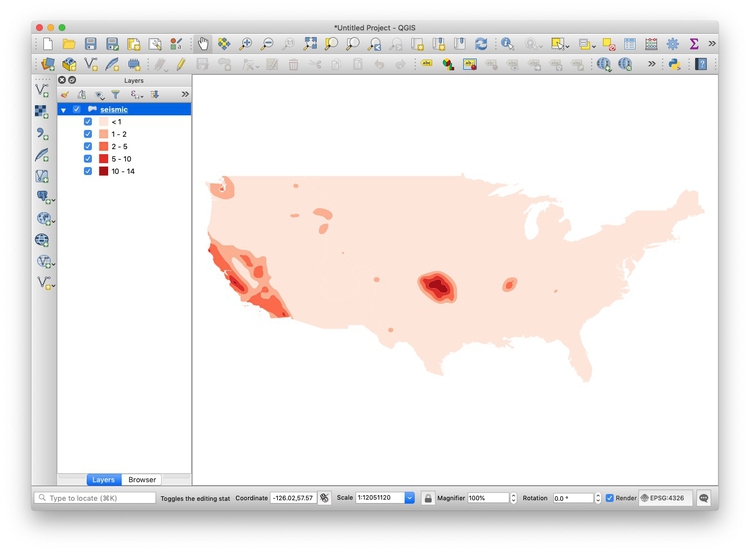 *Untitled Project - QGIS
Layers
seismic
< 1
1 - 2
2 - 5
5 - 10
10 - 14
Layers Browser
Type to locate (⌘K) Toggles the editing stat Coordinate -126.02,57.57 Scale 1:12051120 Magnifier 100% Rotation 0.0 ° Render EPSG:4326